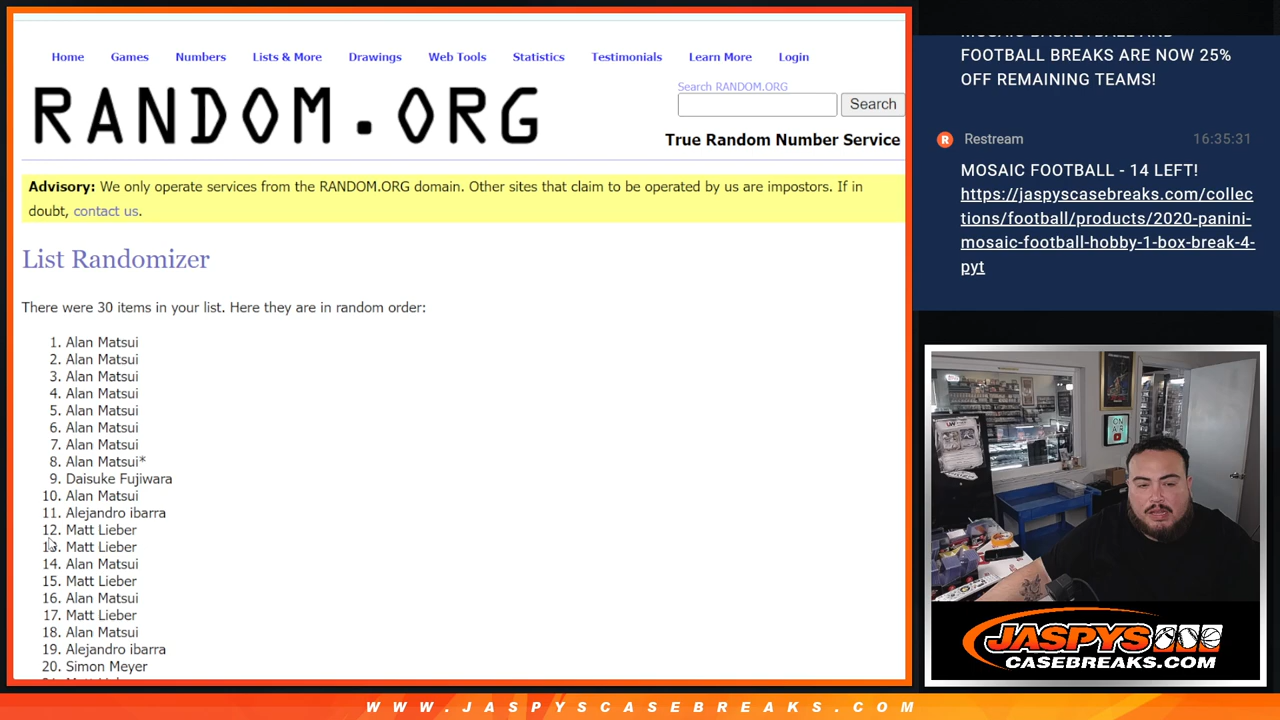 Home Games Numbers Lists & More Drawings Web Tools Statistics Testimonials Learn More Login
RANDOM.ORG
Search RANDOM.ORG
Search
True Random Number Service
Advisory: We only operate services from the RANDOM.ORG domain. Other sites that claim to be operated by us are impostors. If in
doubt, contact us.
List Randomizer
There were 30 items in your list. Here they are in random order:
1. Alan Matsui
2. Alan Matsui
3. Alan Matsui
4. Alan Matsui
5. Alan Matsui
6. Alan Matsui
7. Alan Matsui
8. Alan Matsui*
9. Daisuke Fujiwara
10. Alan Matsui
11. Alejandro ibarra
12. Matt Lieber
13. Matt Lieber
14. Alan Matsui
15. Matt Lieber
16. Alan Matsui
17. Matt Lieber
18. Alan Matsui
19. Alejandro ibarra
20. Simon Meyer
FOOTBALL BREAKS ARE NOW 25%
OFF REMAINING TEAMS!
R Restream 16:35:31
MOSAIC FOOTBALL - 14 LEFT!
https://jaspyscasebreaks.com/collec
tions/football/products/2020-panini-
mosaic-football-hobby-1-box-break-4-
pyt
ON
AIR
JASPYS
CASEBREAKS.COM
WWW.JASPYSCASEBREAKS.COM